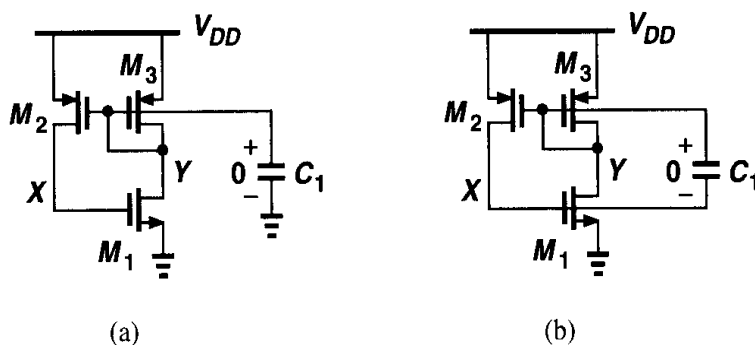 V_DD
M_3
M_2
+
0
C_1
−
X
Y
M_1
(a)
V_DD
M_3
M_2
+
0
C_1
−
X
Y
M_1
(b)